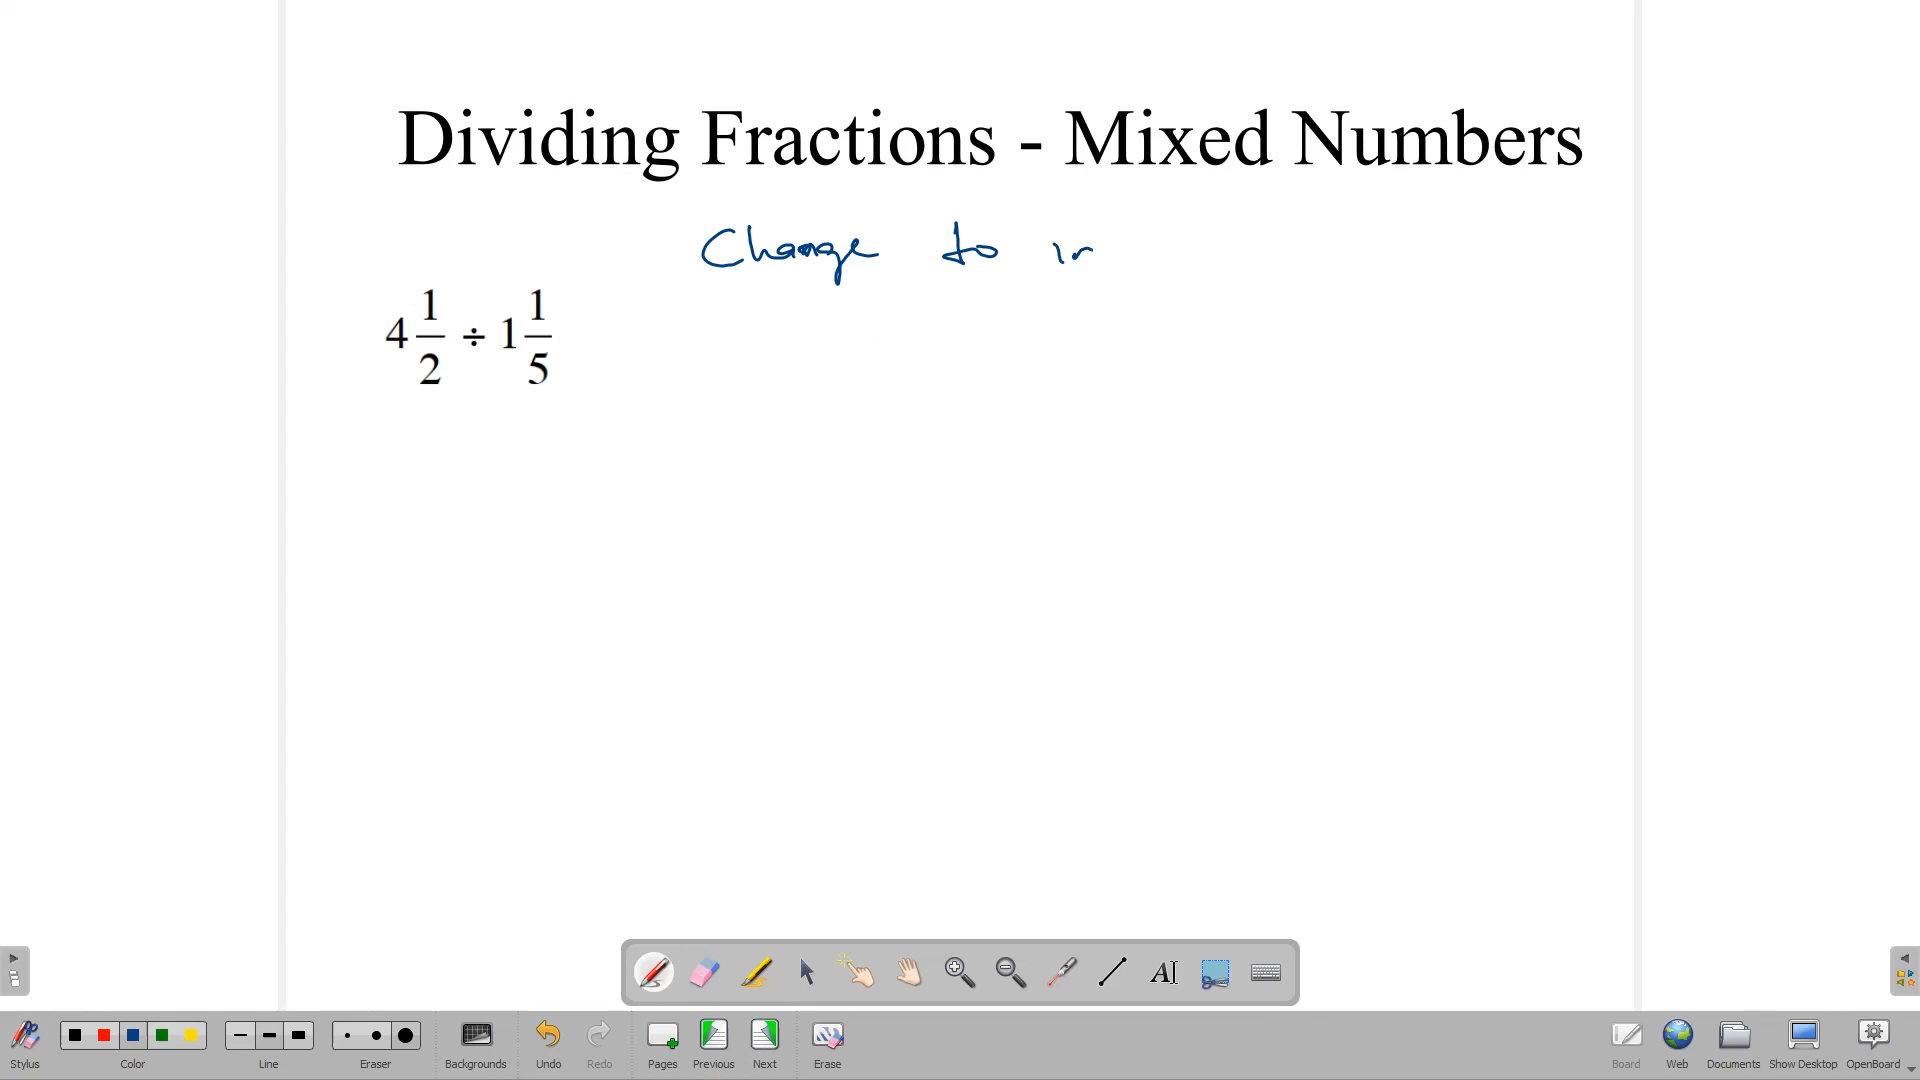 Dividing Fractions - Mixed Numbers
Change to in
4 1/2 ÷ 1 1/5
Stylus Color Line Eraser Backgrounds Undo Redo Pages Previous Next Erase Board Web Documents Show Desktop OpenBoard